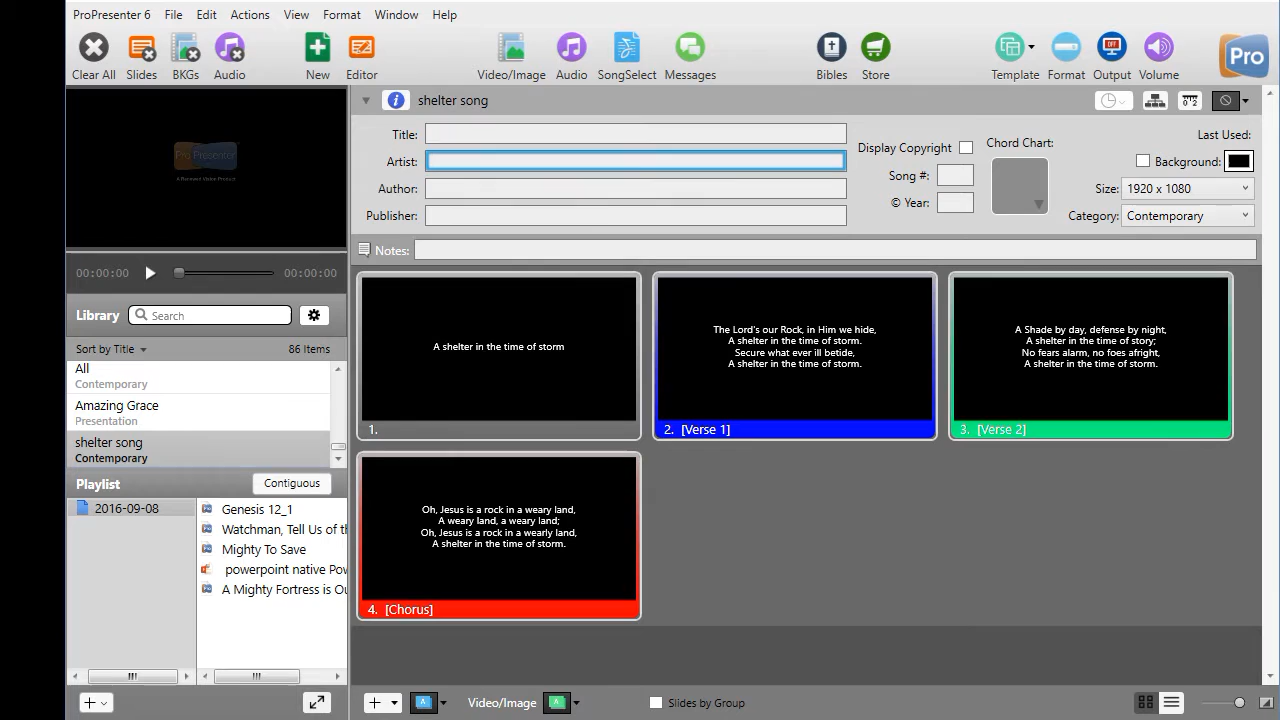 ProPresenter 6 File Edit Actions View Format Window Help
Clear All Slides BKGs Audio New Editor Video/Image Audio SongSelect Messages Bibles Store Template Format Output Volume
Pro
OFF
shelter song
Title:
Artist:
Author:
Publisher:
Display Copyright
Song #:
© Year:
Chord Chart:
Last Used:
Background:
Size: 1920 x 1080
Category: Contemporary
Notes:
Pro Presenter
A Renewed Vision Product
00:00:00 00:00:00
Library Search
Sort by Title 86 Items
All
Contemporary
Amazing Grace
Presentation
shelter song
Contemporary
Playlist Contiguous
2016-09-08
Genesis 12_1
Watchman, Tell Us of th
Mighty To Save
powerpoint native Pow
A Mighty Fortress is Ou
A shelter in the time of storm
1.
The Lord's our Rock, in Him we hide,
A shelter in the time of storm.
Secure what ever ill betide,
A shelter in the time of storm.
2. [Verse 1]
A Shade by day, defense by night,
A shelter in the time of story;
No fears alarm, no foes afright,
A shelter in the time of storm.
3. [Verse 2]
Oh, Jesus is a rock in a weary land,
A weary land, a weary land;
Oh, Jesus is a rock in a wearly land,
A shelter in the time of storm.
4. [Chorus]
Video/Image Slides by Group